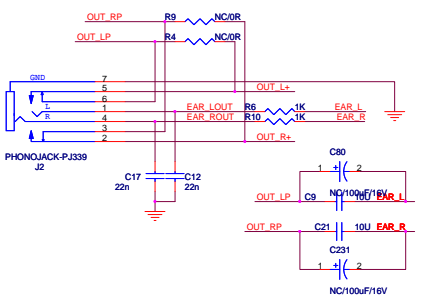 OUT_RP R9 NC/0R
OUT_LP R4 NC/0R
GND 7
5 OUT_L+
6
L 1 EAR_LOUT R6 1K EAR_L
R 4 EAR_ROUT R10 1K EAR_R
3
2 OUT_R+
PHONOJACK-PJ339
J2
C17 C12
22n 22n
C80
1 + 2
NC/100uF/16V
OUT_LP C9 10U EAR_L
OUT_RP C21 10U EAR_R
C231
1 + 2
NC/100uF/16V